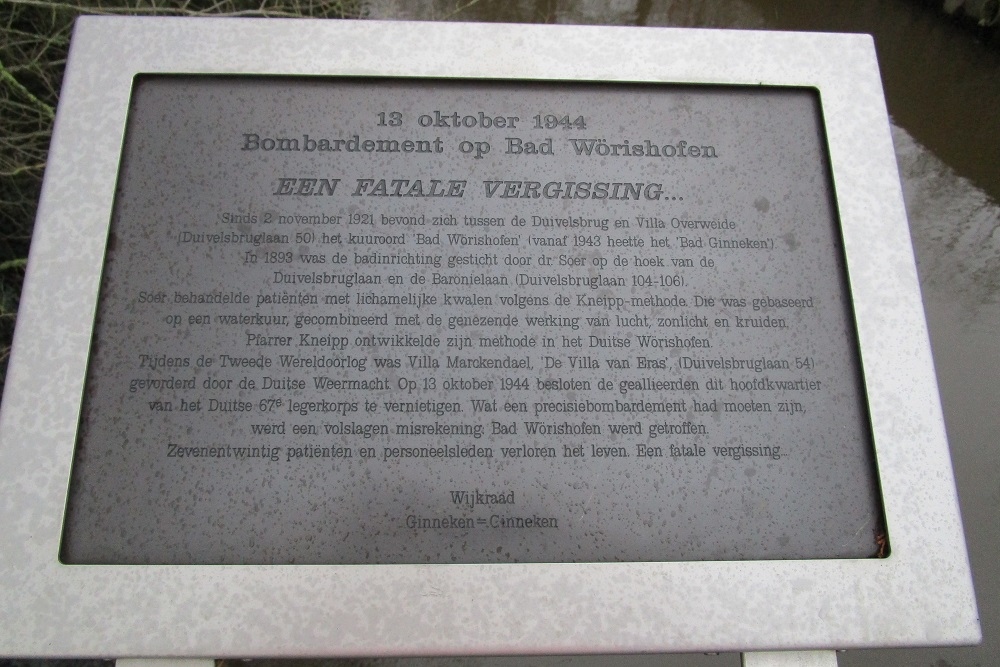 13 oktober 1944
Bombardement op Bad Wörishofen
EEN FATALE VERGISSING...
Sinds 2 november 1921 bevond zich tussen de Duivelsbrug en Villa Overweide
(Duivelsbruglaan 50) het kuuroord 'Bad Wörishofen' (vanaf 1943 heette het 'Bad Ginneken').
In 1893 was de badinrichting gesticht door dr Soer op de hoek van de
Duivelsbruglaan en de Baronielaan (Duivelsbruglaan 104-106).
Soer behandelde patiënten met lichamelijke kwalen volgens de Kneipp-methode. Die was gebaseerd
op een waterkuur, gecombineerd met de genezende werking van lucht, zonlicht en kruiden.
Pfarrer Kneipp ontwikkelde zijn methode in het Duitse Wörishofen.
Tijdens de Tweede Wereldoorlog was Villa Marckendael, 'De Villa van Eras', (Duivelsbruglaan 54)
gevorderd door de Duitse Weermacht. Op 13 oktober 1944 besloten de geallieerden dit hoofdkwartier
van het Duitse 67e legerkorps te vernietigen. Wat een precisiebombardement had moeten zijn,
werd een volslagen misrekening: Bad Wörishofen werd getroffen.
Zevenentwintig patiënten en personeelsleden verloren het leven. Een fatale vergissing...
Wijkraad
Ginneken=Cinneken